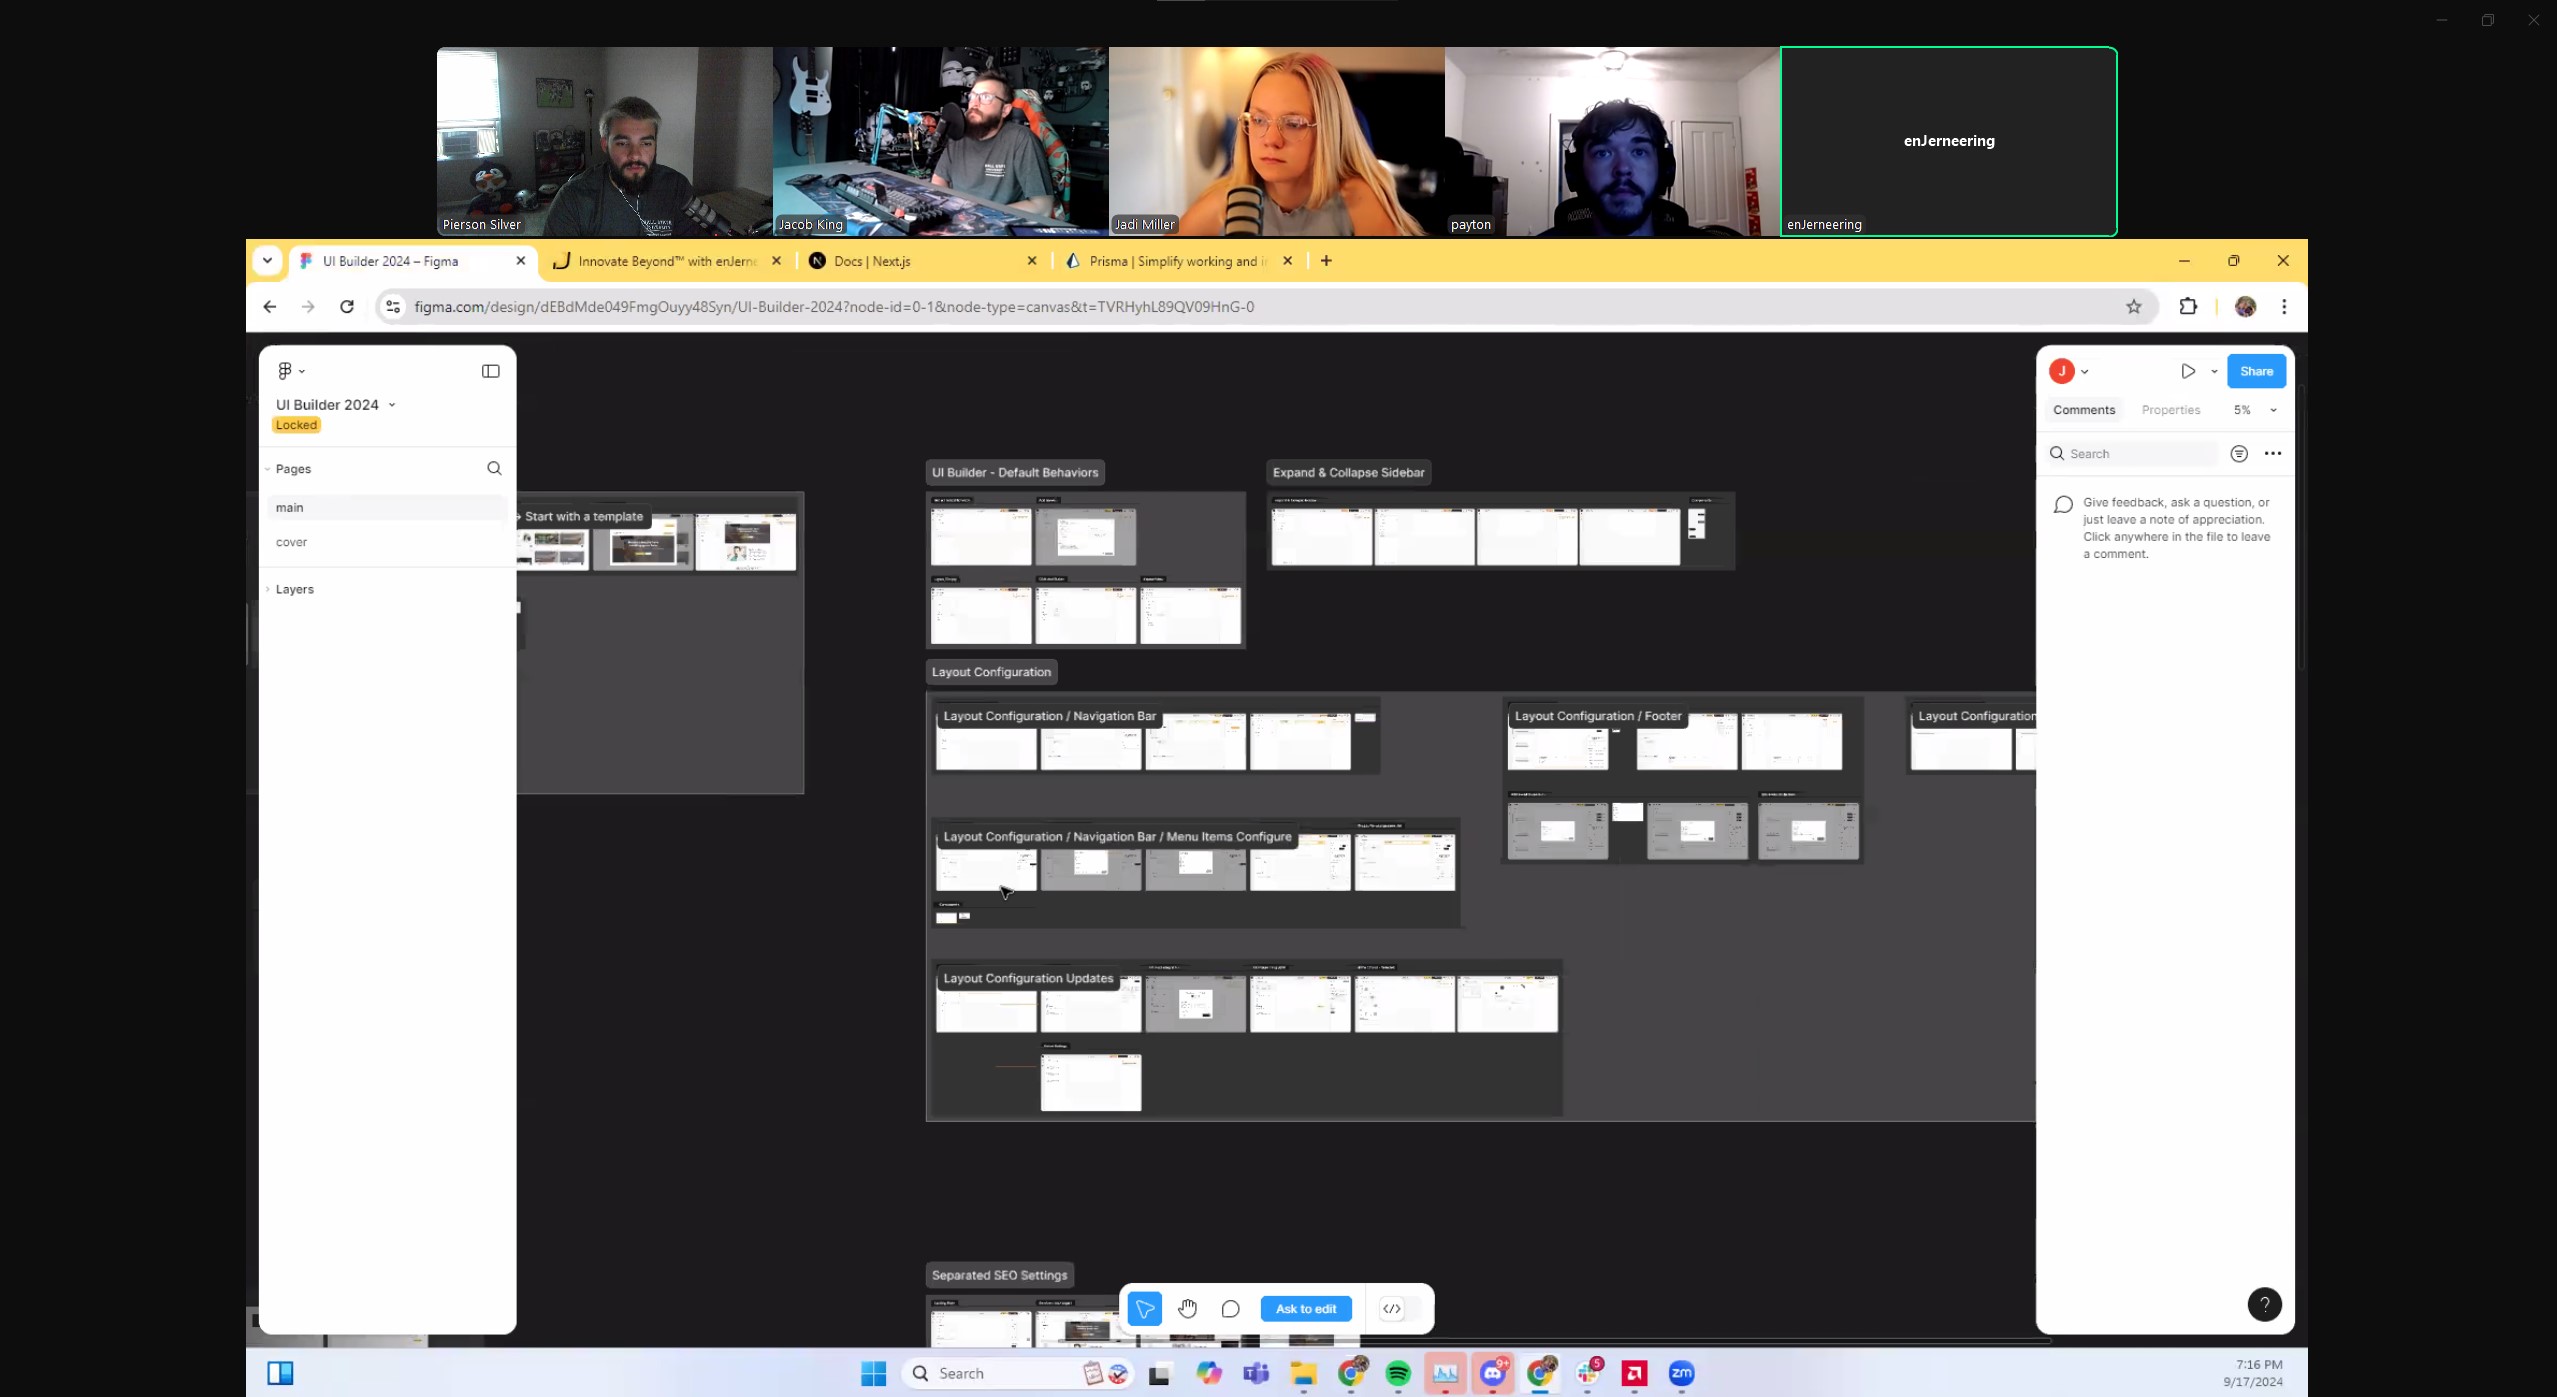 enJerneering
Pierson Silver
Jacob King
Jadi Miller
payton
enJerneering
UI Builder 2024 – Figma
Innovate Beyond™ with enJerne
Docs | Next.js
Prisma | Simplify working and i
figma.com/design/dEBdMde049FmgOuyy48Syn/UI-Builder-2024?node-id=0-1&node-type=canvas&t=TVRHyhL89QV09HnG-0
UI Builder 2024
Locked
Pages
main
cover
Layers
Start with a template
UI Builder - Default Behaviors
Expand & Collapse Sidebar
Layout Configuration
Layout Configuration / Navigation Bar
Layout Configuration / Footer
Layout Configuration
Layout Configuration / Navigation Bar / Menu Items Configure
Layout Configuration Updates
Separated SEO Settings
J
Share
Comments
Properties
5%
Search
Give feedback, ask a question, or
just leave a note of appreciation.
Click anywhere in the file to leave
a comment.
Ask to edit
?
Search
9+
5
zm
7:16 PM
9/17/2024